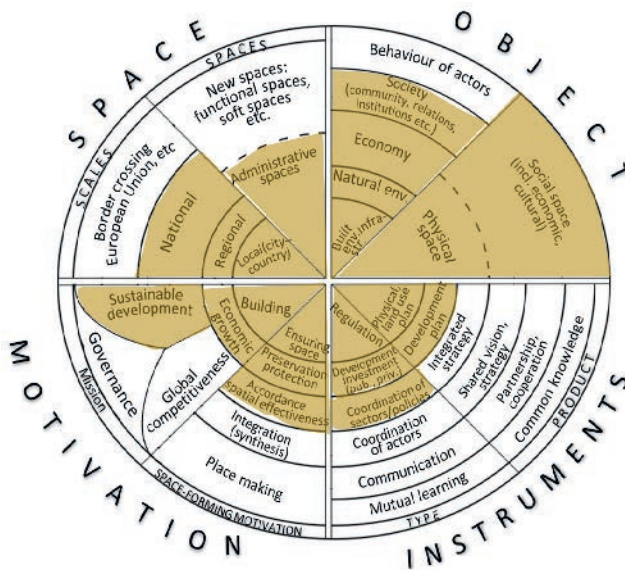 SPACE
OBJECT
MOTIVATION
INSTRUMENTS
SPACES
New spaces:
functional spaces,
soft spaces
etc.
Administrative
spaces
SCALES
Border crossing
European Union, etc
National
Regional
Local(city-
country)
Behaviour of actors
Society
(community, relations,
institutions etc.)
Economy
Natural env.
Built
env.infra-
str.
Social space
(incl. economic,
cultural)
Physical
space
Sustainable
development
Governance
Mission
Global
competitiveness
Economic
growth
Building
Ensuring
space
Preservation
protection
Accordance
spatial effectiveness
Integration
(synthesis)
Place making
SPACE-FORMING MOTIVATION
Regulation
Physical,
land use
plan
Development
plan
Integrated
strategy
Shared vision,
strategy
Partnership,
cooperation
Common knowledge
PRODUCT
Development
investment
(pub., priv.)
Coordination of
sectors/policies
Coordination
of actors
Communication
Mutual learning
TYPE